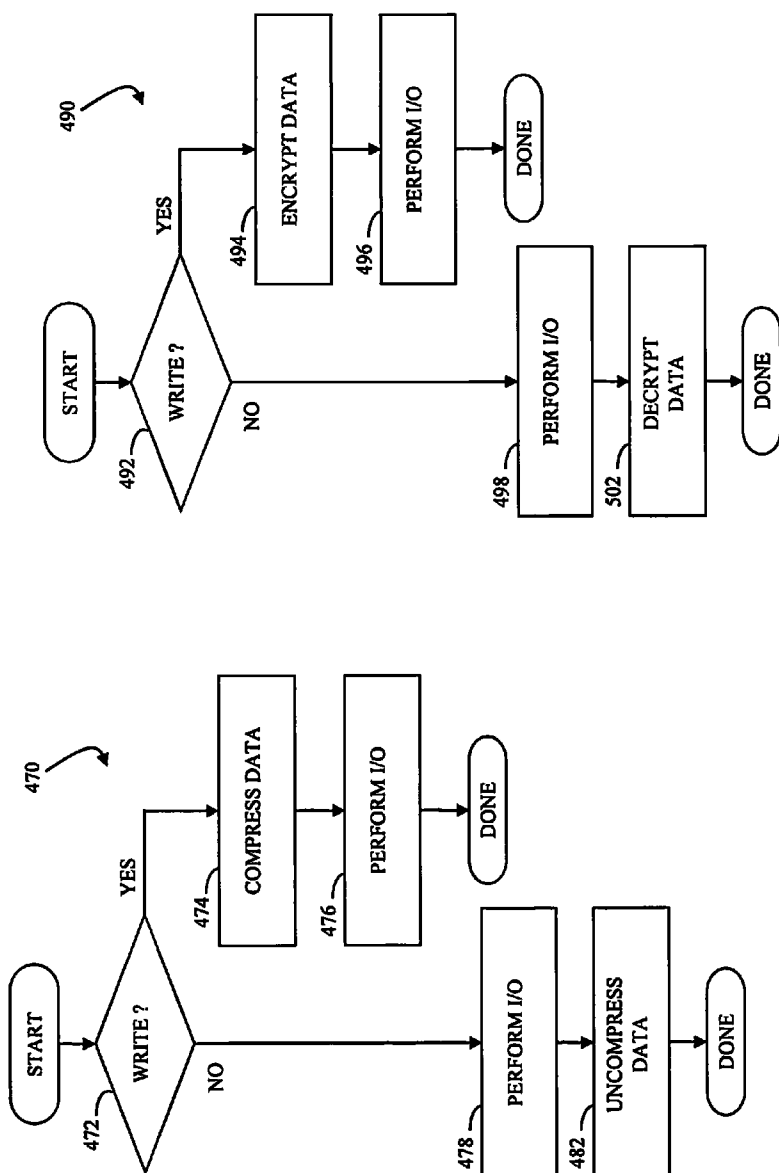 490
START
492
WRITE ?
YES
NO
494
ENCRYPT DATA
496
PERFORM I/O
DONE
498
PERFORM I/O
502
DECRYPT
DATA
DONE
470
START
472
WRITE ?
YES
NO
474
COMPRESS DATA
476
PERFORM I/O
DONE
478
PERFORM I/O
482
UNCOMPRESS
DATA
DONE